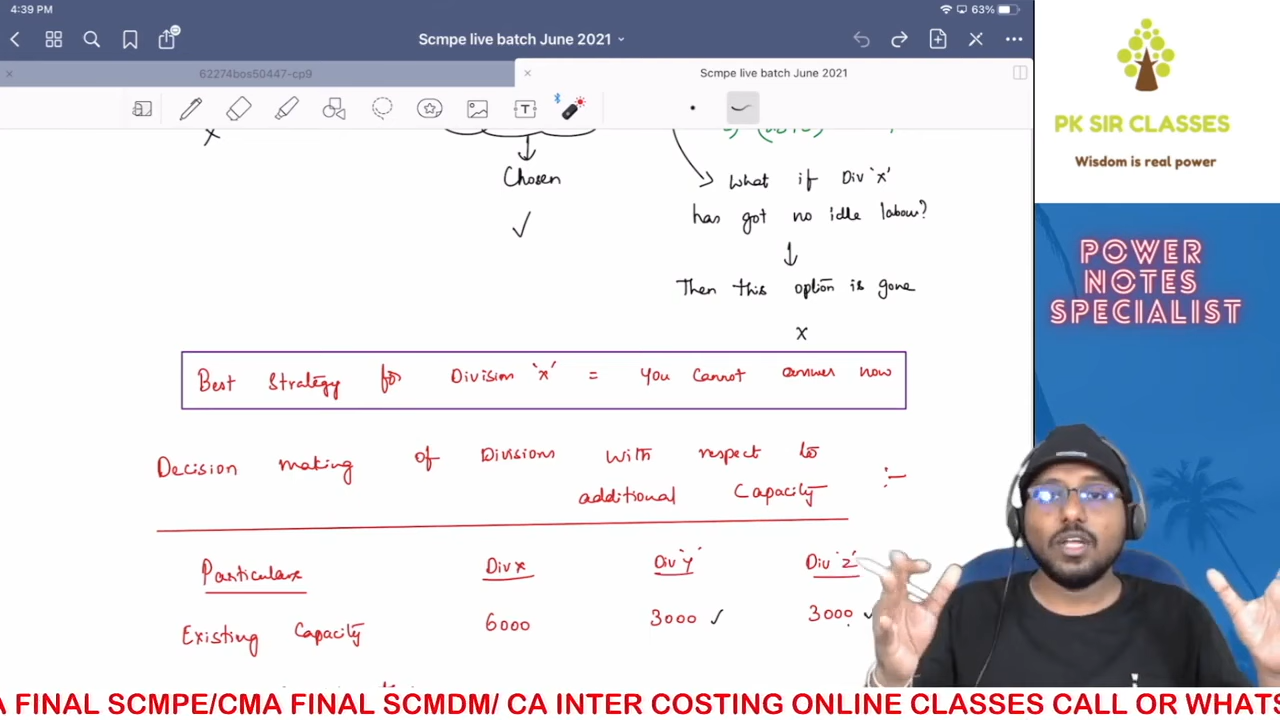 4:39 PM
63%
Scmpe live batch June 2021
62274bos50447-cp9
Scmpe live batch June 2021
T
x
Chosen
✓
What if Div 'x'
has got no idle labour?
Then this option is gone
x
Best Strategy for Division 'x' = You Cannot answer now
Decision making of Divisions with respect to
additional Capacity :-
Particulars Div x Div 'y' Div 'z'
Existing Capacity 6000 3000 ✓ 3000 ✓
PK SIR CLASSES
Wisdom is real power
POWER
NOTES
SPECIALIST
A FINAL SCMPE/CMA FINAL SCMDM/ CA INTER COSTING ONLINE CLASSES CALL OR WHATS